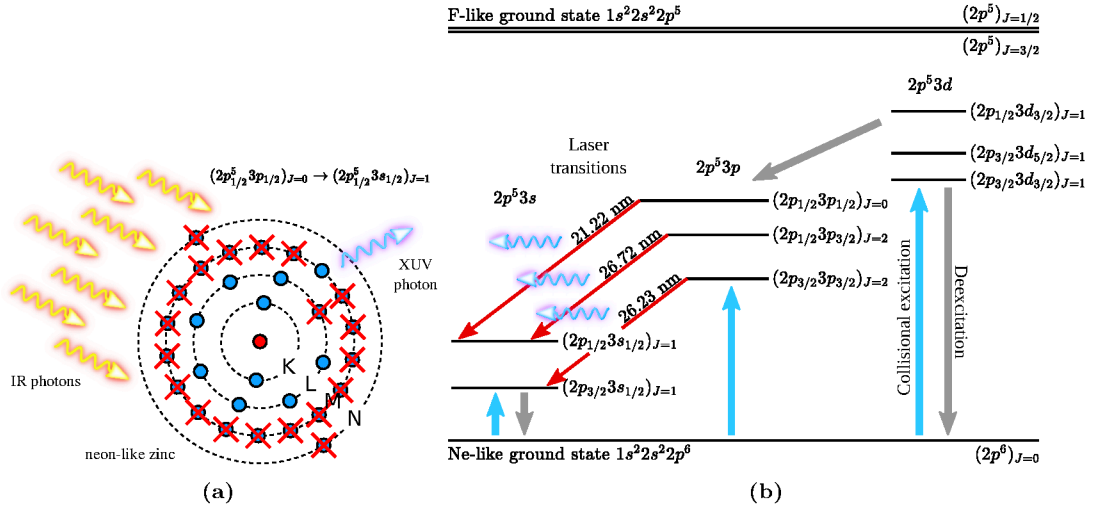 (2p⁵₁/₂3p₁/₂)J=0 → (2p⁵₁/₂3s₁/₂)J=1
XUV
photon
IR photons
K
L
M
N
neon-like zinc
(a)
F-like ground state 1s²2s²2p⁵
(2p⁵)J=1/2
(2p⁵)J=3/2
2p⁵3d
(2p₁/₂3d₃/₂)J=1
(2p₃/₂3d₅/₂)J=1
(2p₃/₂3d₃/₂)J=1
Laser
transitions
2p⁵3p
2p⁵3s
(2p₁/₂3p₁/₂)J=0
(2p₁/₂3p₃/₂)J=2
(2p₃/₂3p₃/₂)J=2
21.22 nm
26.72 nm
26.23 nm
(2p₁/₂3s₁/₂)J=1
(2p₃/₂3s₁/₂)J=1
Collisional excitation
Deexcitation
Ne-like ground state 1s²2s²2p⁶
(2p⁶)J=0
(b)